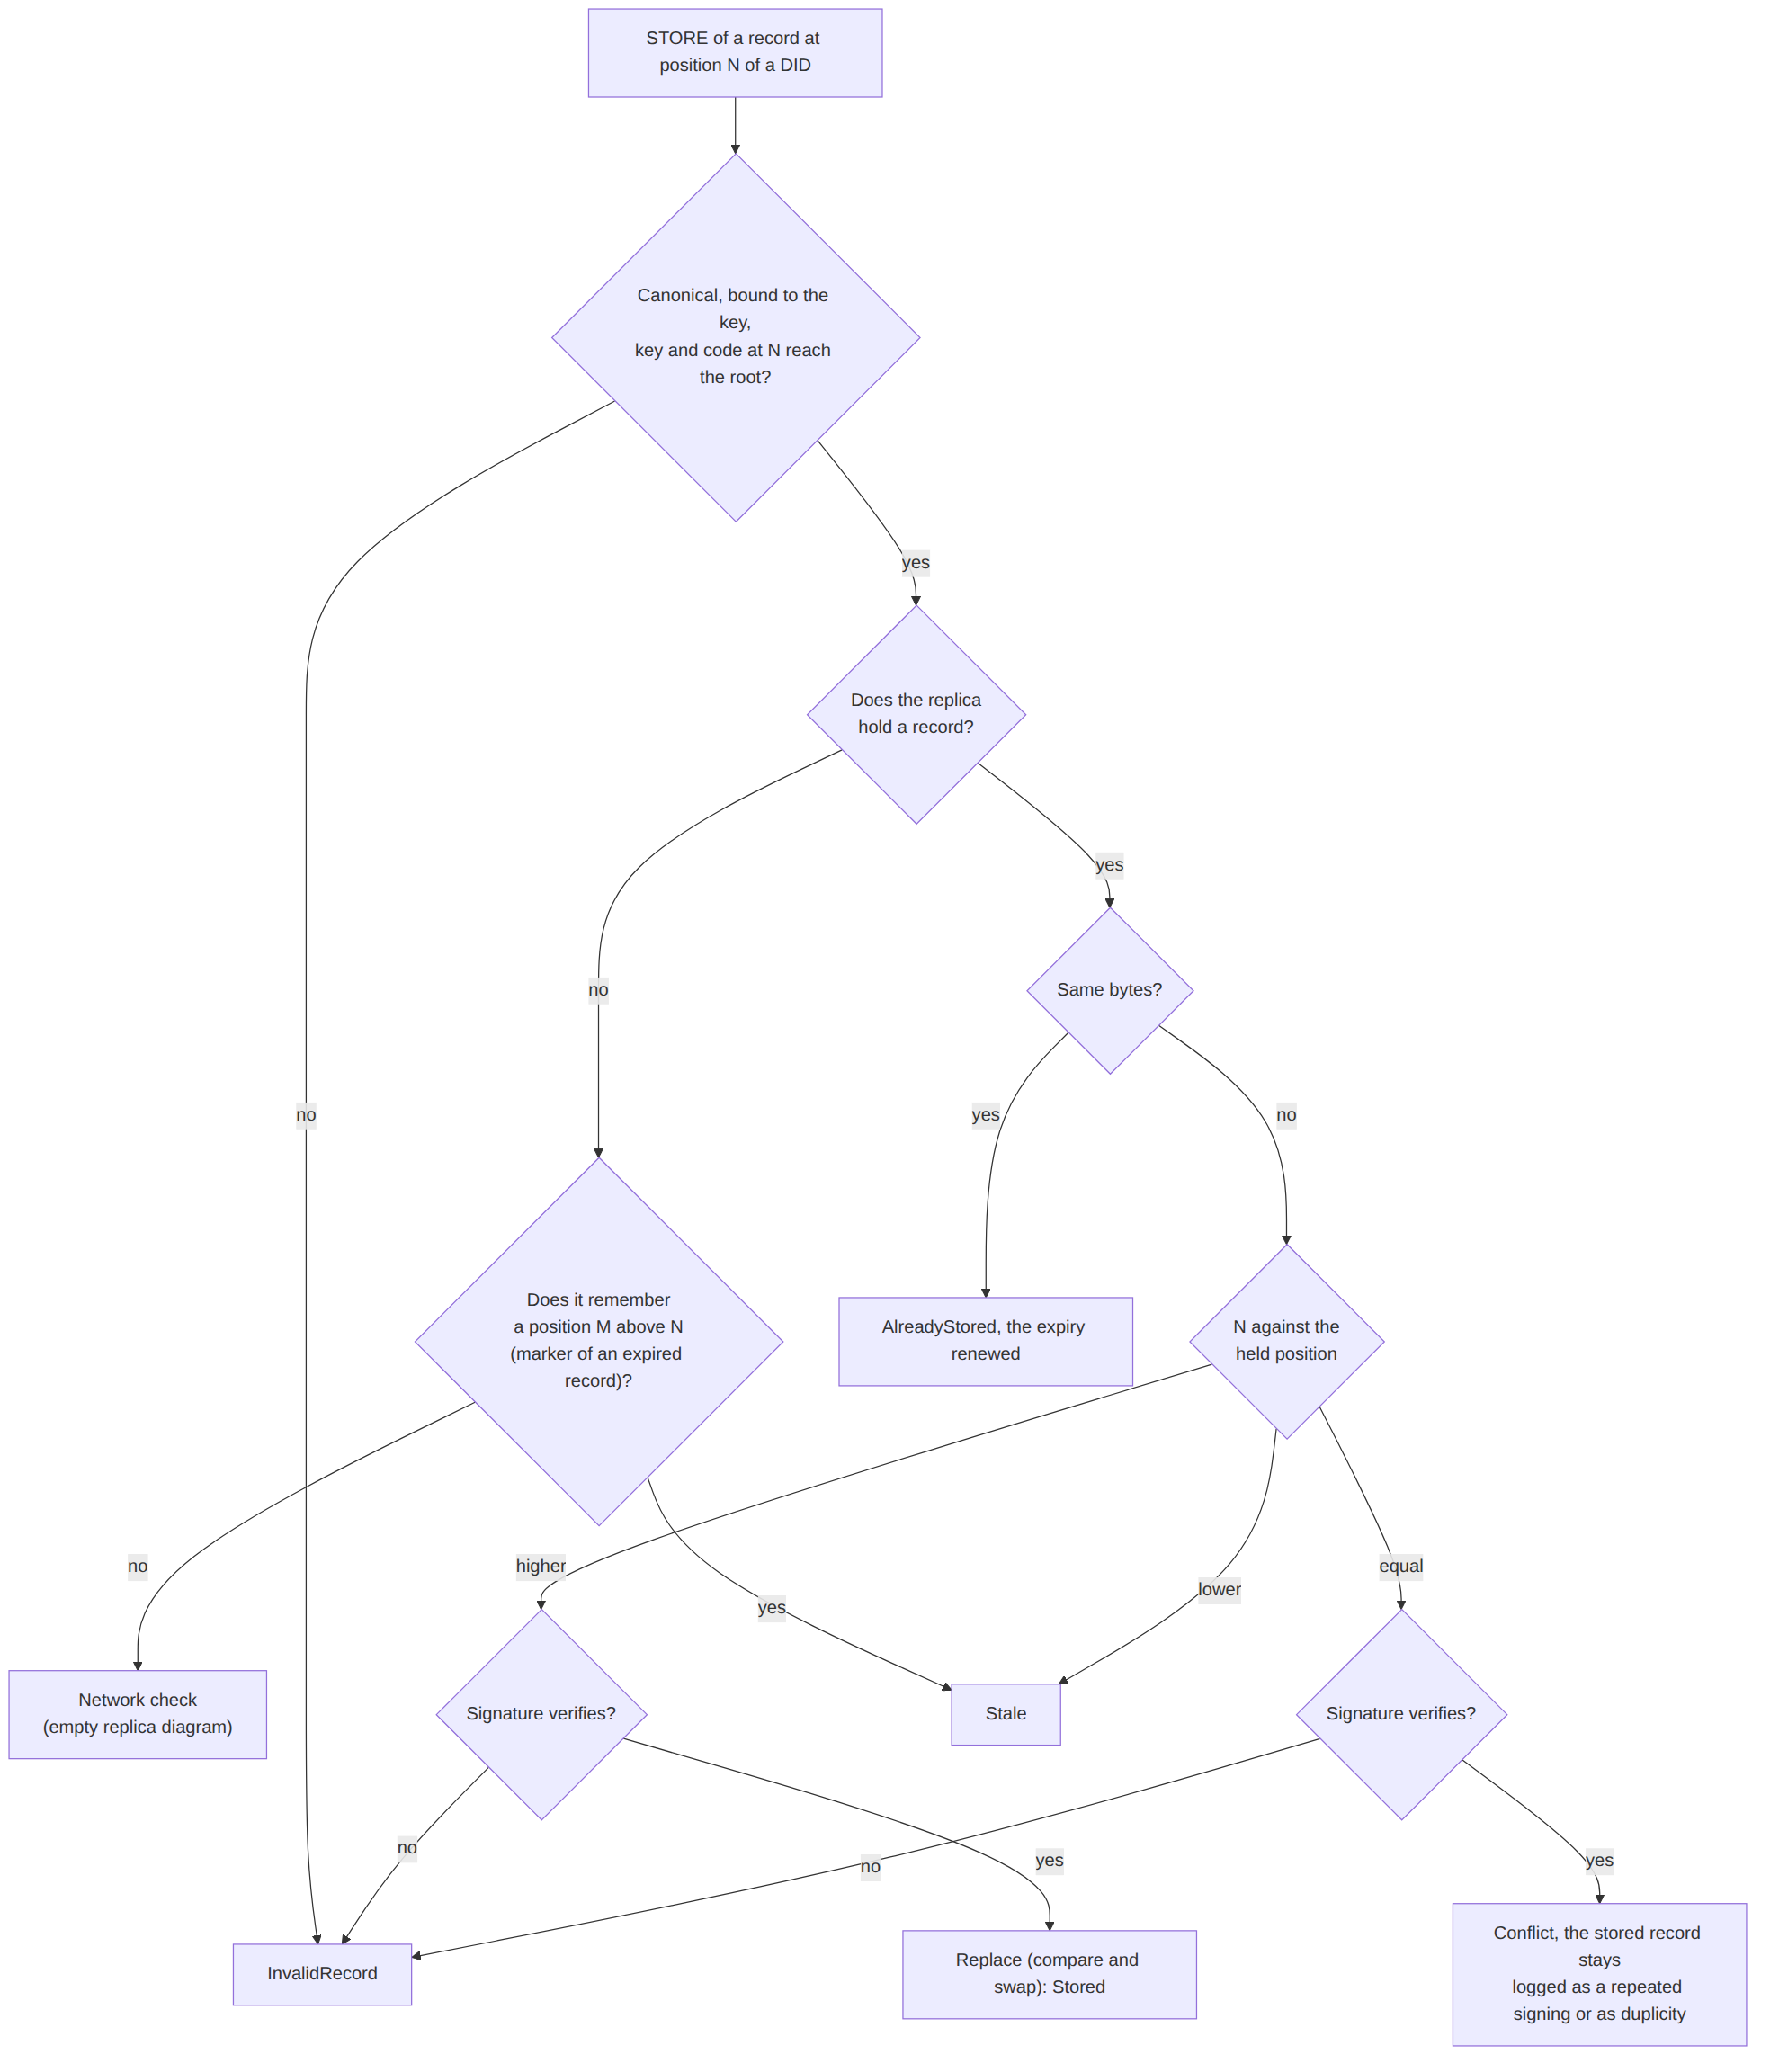 STORE of a record at
position N of a DID
Canonical, bound to the
key,
key and code at N reach
the root?
yes
Does the replica
hold a record?
yes
Same bytes?
no
no
yes
no
Does it remember
a position M above N
(marker of an expired
record)?
AlreadyStored, the expiry
renewed
N against the
held position
no
higher
yes
lower
equal
Network check
(empty replica diagram)
Signature verifies?
Stale
Signature verifies?
no
no
yes
yes
InvalidRecord
Replace (compare and
swap): Stored
Conflict, the stored record
stays
logged as a repeated
signing or as duplicity